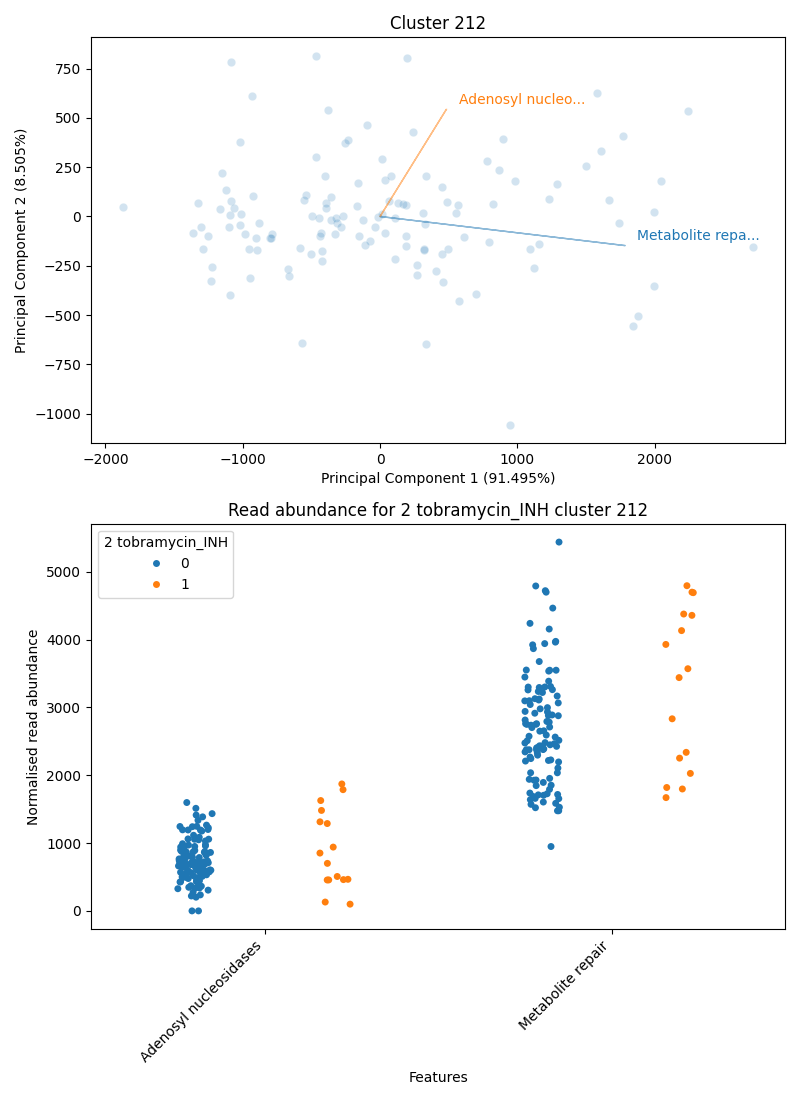 Cluster 212
Principal Component 2 (8.505%)
750
500
250
0
−250
−500
−750
−1000
Adenosyl nucleo...
Metabolite repa...
−2000 −1000 0 1000 2000
Principal Component 1 (91.495%)
Read abundance for 2 tobramycin_INH cluster 212
Normalised read abundance
5000
4000
3000
2000
1000
0
2 tobramycin_INH
0
1
Adenosyl nucleosidases
Metabolite repair
Features